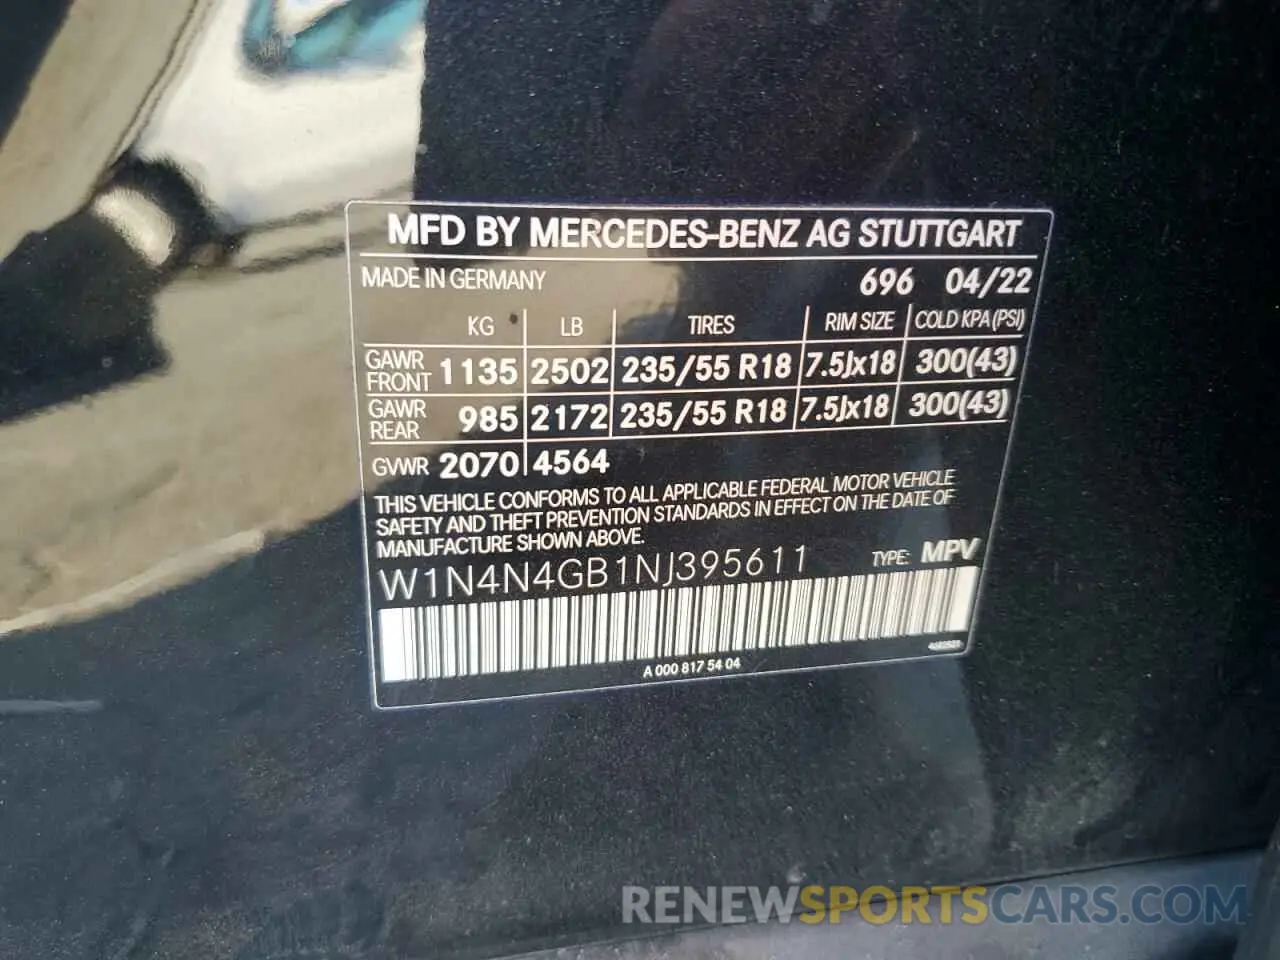 MFD BY MERCEDES-BENZ AG STUTTGART
MADE IN GERMANY 696 04/22
KG LB TIRES RIM SIZE COLD KPA (PSI)
GAWR FRONT 1135 2502 235/55 R18 7.5Jx18 300(43)
GAWR REAR 985 2172 235/55 R18 7.5Jx18 300(43)
GVWR 2070 4564
THIS VEHICLE CONFORMS TO ALL APPLICABLE FEDERAL MOTOR VEHICLE
SAFETY AND THEFT PREVENTION STANDARDS IN EFFECT ON THE DATE OF
MANUFACTURE SHOWN ABOVE.
W1N4N4GB1NJ395611 TYPE: MPV
A 000 817 54 04
RENEWSPORTSCARS.COM